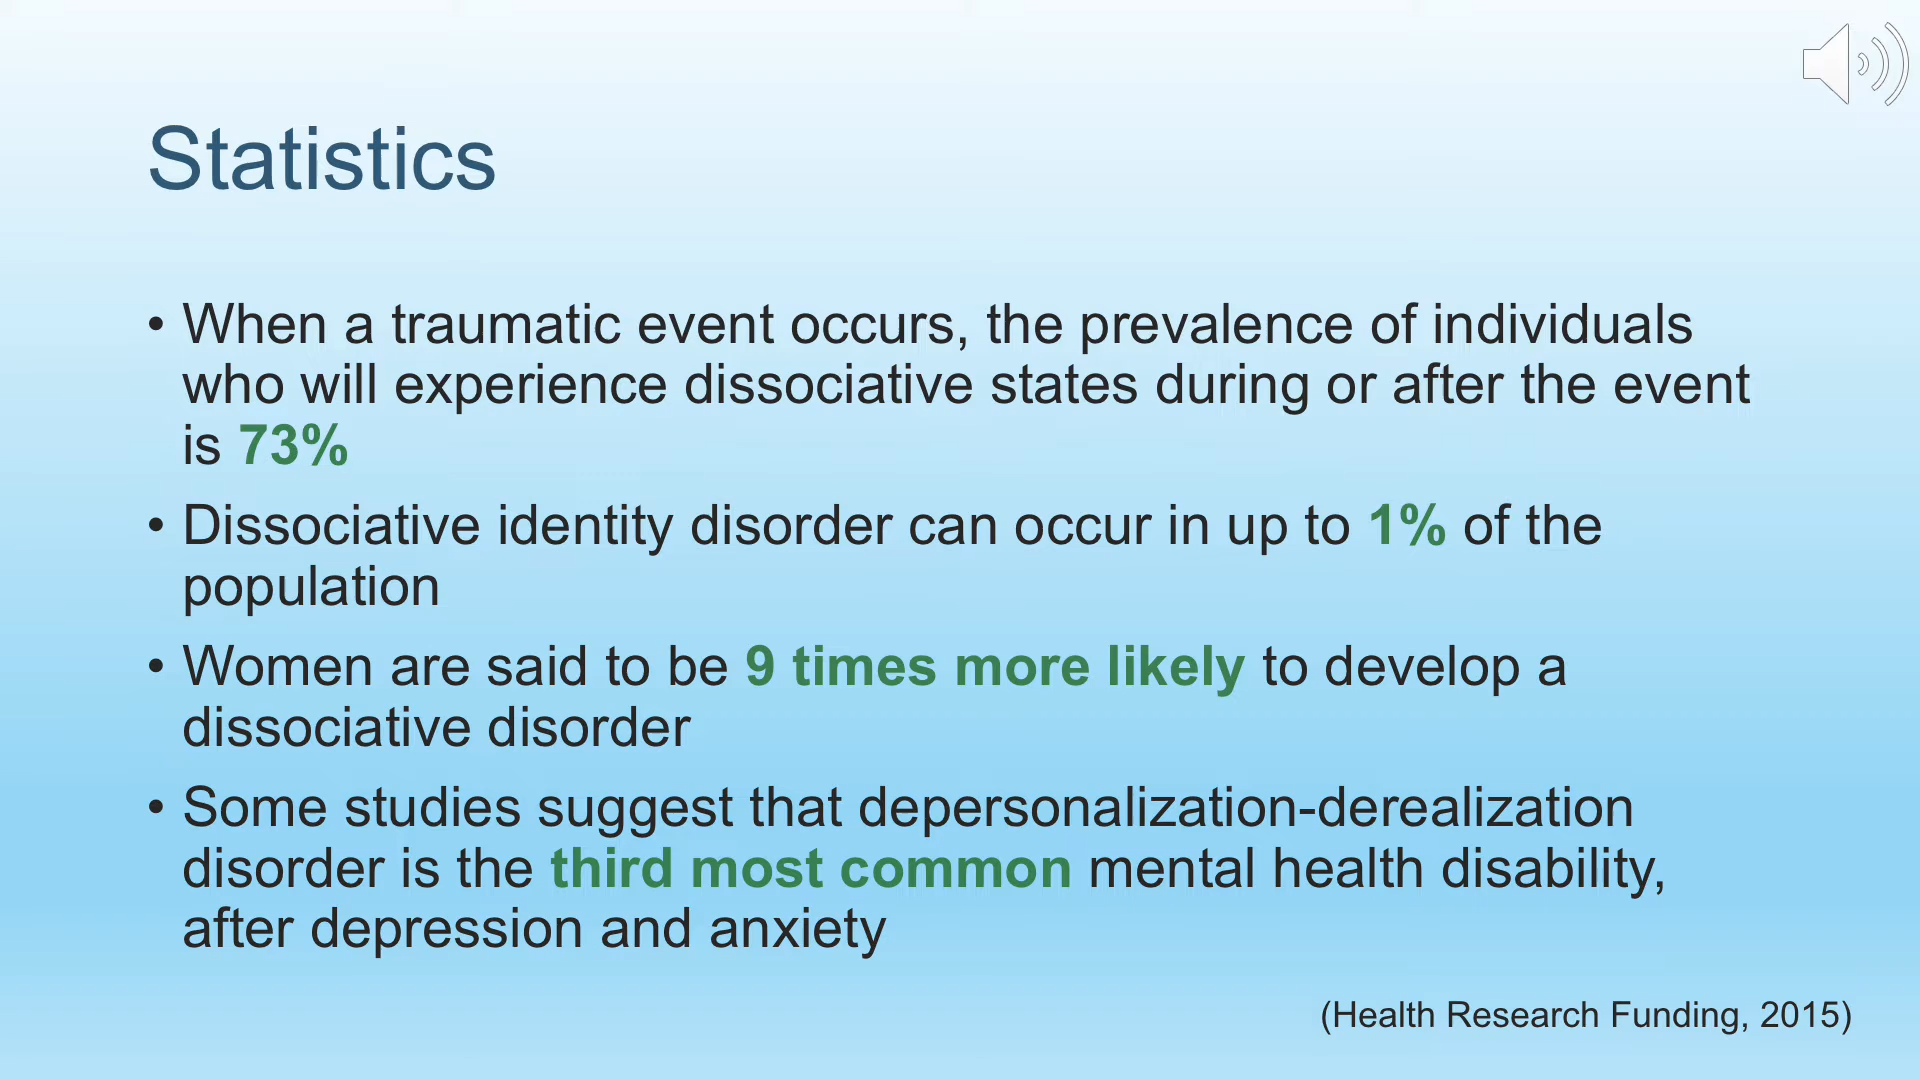 Statistics
• When a traumatic event occurs, the prevalence of individuals
who will experience dissociative states during or after the event
is 73%
• Dissociative identity disorder can occur in up to 1% of the
population
• Women are said to be 9 times more likely to develop a
dissociative disorder
• Some studies suggest that depersonalization-derealization
disorder is the third most common mental health disability,
after depression and anxiety
(Health Research Funding, 2015)